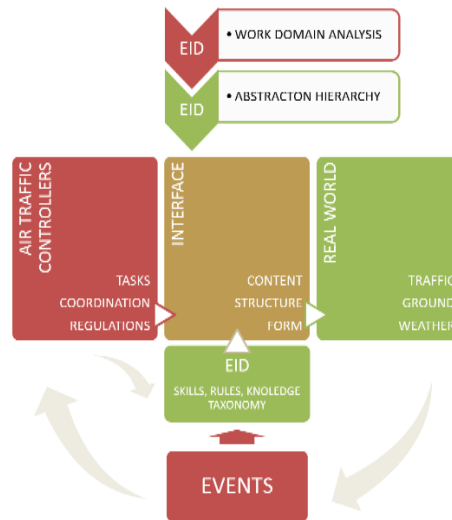 EID
• WORK DOMAIN ANALYSIS
EID
• ABSTRACTON HIERARCHY
AIR TRAFFIC
CONTROLLERS
TASKS
COORDINATION
REGULATIONS
INTERFACE
CONTENT
STRUCTURE
FORM
REAL WORLD
TRAFFIC
GROUND
WEATHER
EID
SKILLS, RULES, KNOLEDGE
TAXONOMY
EVENTS